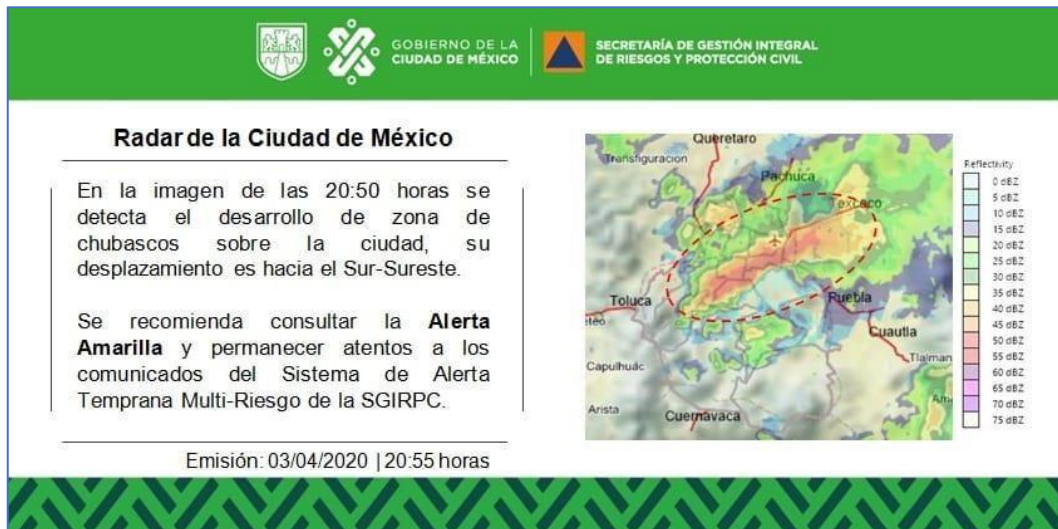 GOBIERNO DE LA
CIUDAD DE MÉXICO
SECRETARÍA DE GESTIÓN INTEGRAL
DE RIESGOS Y PROTECCIÓN CIVIL
Radar de la Ciudad de México
En la imagen de las 20:50 horas se
detecta el desarrollo de zona de
chubascos sobre la ciudad, su
desplazamiento es hacia el Sur-Sureste.
Se recomienda consultar la Alerta
Amarilla y permanecer atentos a los
comunicados del Sistema de Alerta
Temprana Multi-Riesgo de la SGIRPC.
Emisión: 03/04/2020 | 20:55 horas
Queretaro
Transfiguracion
Pachuca
Texcoco
Toluca
Puebla
Cuautla
Tlalman
Capulhuác
Arista
Cuernavaca
Reflectivity
0 dBZ
5 dBZ
10 dBZ
15 dBZ
20 dBZ
25 dBZ
30 dBZ
35 dBZ
40 dBZ
45 dBZ
50 dBZ
55 dBZ
60 dBZ
65 dBZ
70 dBZ
75 dBZ